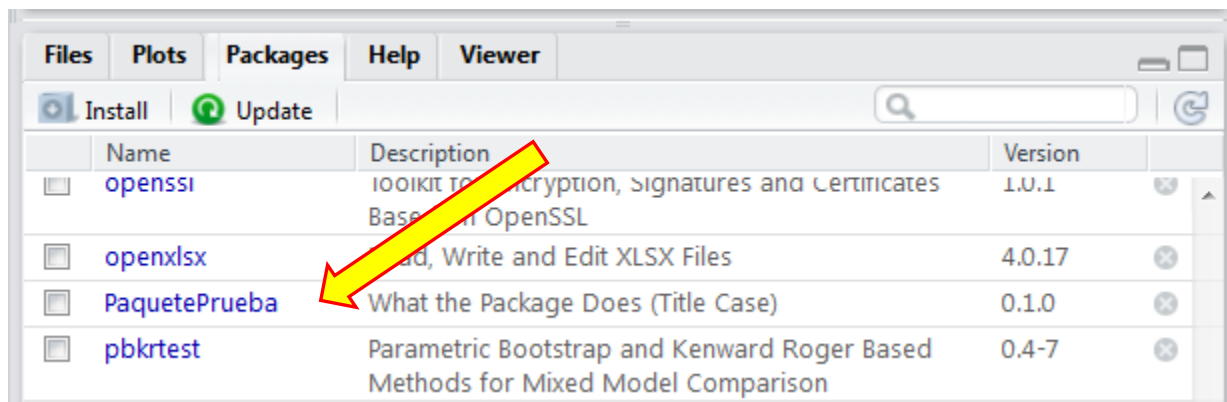 Files Plots Packages Help Viewer
Install Update
Name Description Version
openssl Toolkit for Encryption, Signatures and Certificates 1.0.1
Based on OpenSSL
openxlsx Read, Write and Edit XLSX Files 4.0.17
PaquetePrueba What the Package Does (Title Case) 0.1.0
pbkrtest Parametric Bootstrap and Kenward Roger Based 0.4-7
Methods for Mixed Model Comparison